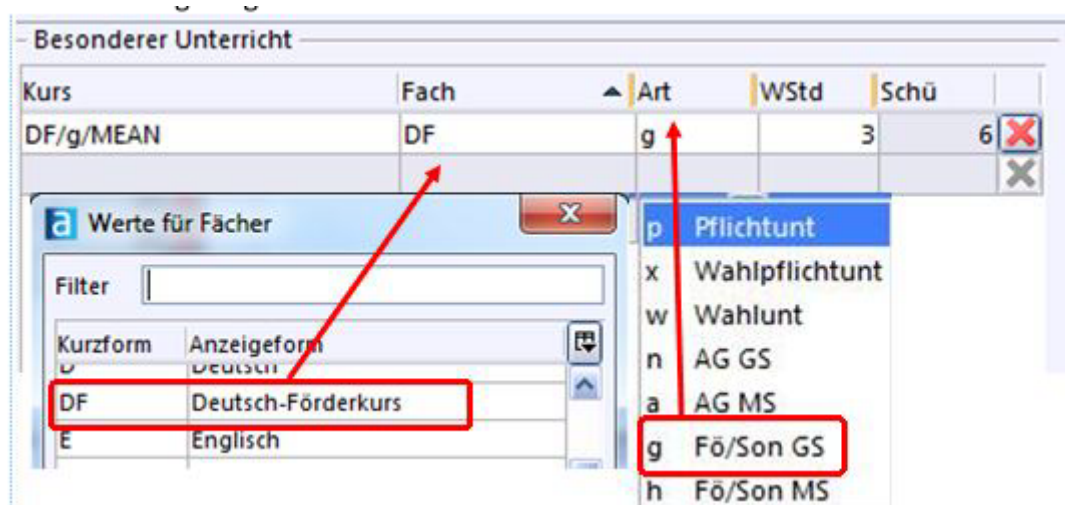 Besonderer Unterricht
Kurs Fach Art WStd Schü
DF/g/MEAN DF g 3 6
Werte für Fächer
Filter
Kurzform Anzeigeform
D Deutsch
DF Deutsch-Förderkurs
E Englisch
p Pflichtunt
x Wahlpflichtunt
w Wahlunt
n AG GS
a AG MS
g Fö/Son GS
h Fö/Son MS